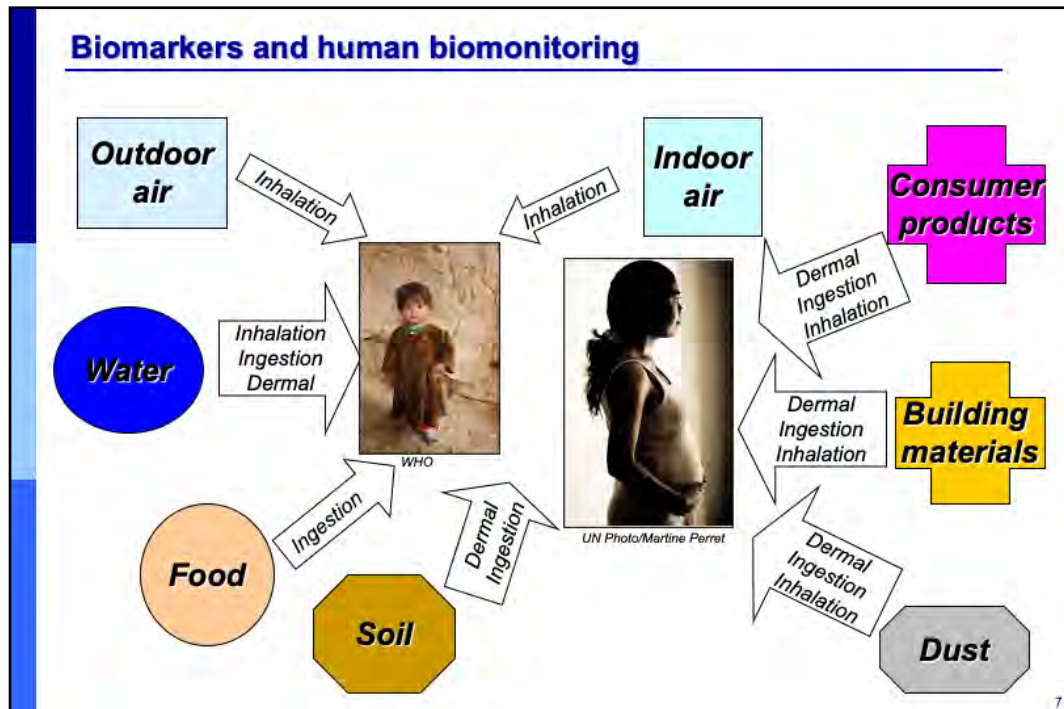 Biomarkers and human biomonitoring
Outdoor
air
Inhalation
Inhalation
Indoor
air
Consumer
products
Dermal
Ingestion
Inhalation
Water
Inhalation
Ingestion
Dermal
WHO
Dermal
Ingestion
Inhalation
Building
materials
Food
Ingestion
Soil
Dermal
Ingestion
UN Photo/Martine Perret
Dermal
Ingestion
Inhalation
Dust
7